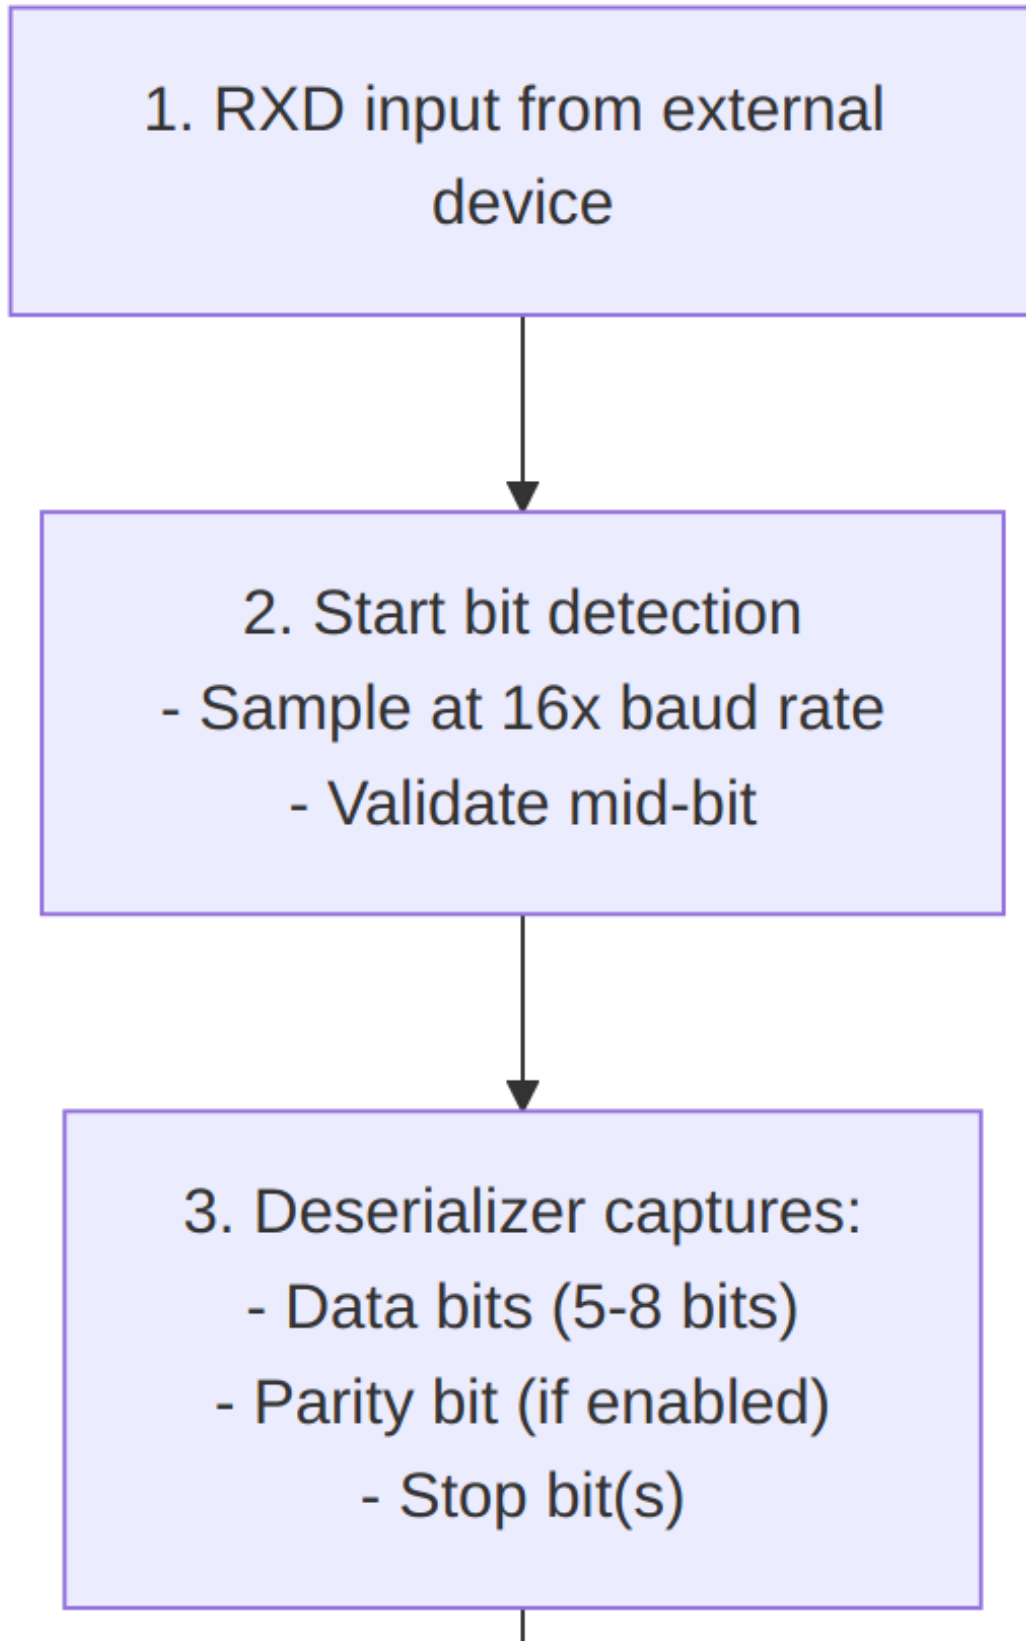 1. RXD input from external
device
2. Start bit detection
- Sample at 16x baud rate
- Validate mid-bit
3. Deserializer captures:
- Data bits (5-8 bits)
- Parity bit (if enabled)
- Stop bit(s)